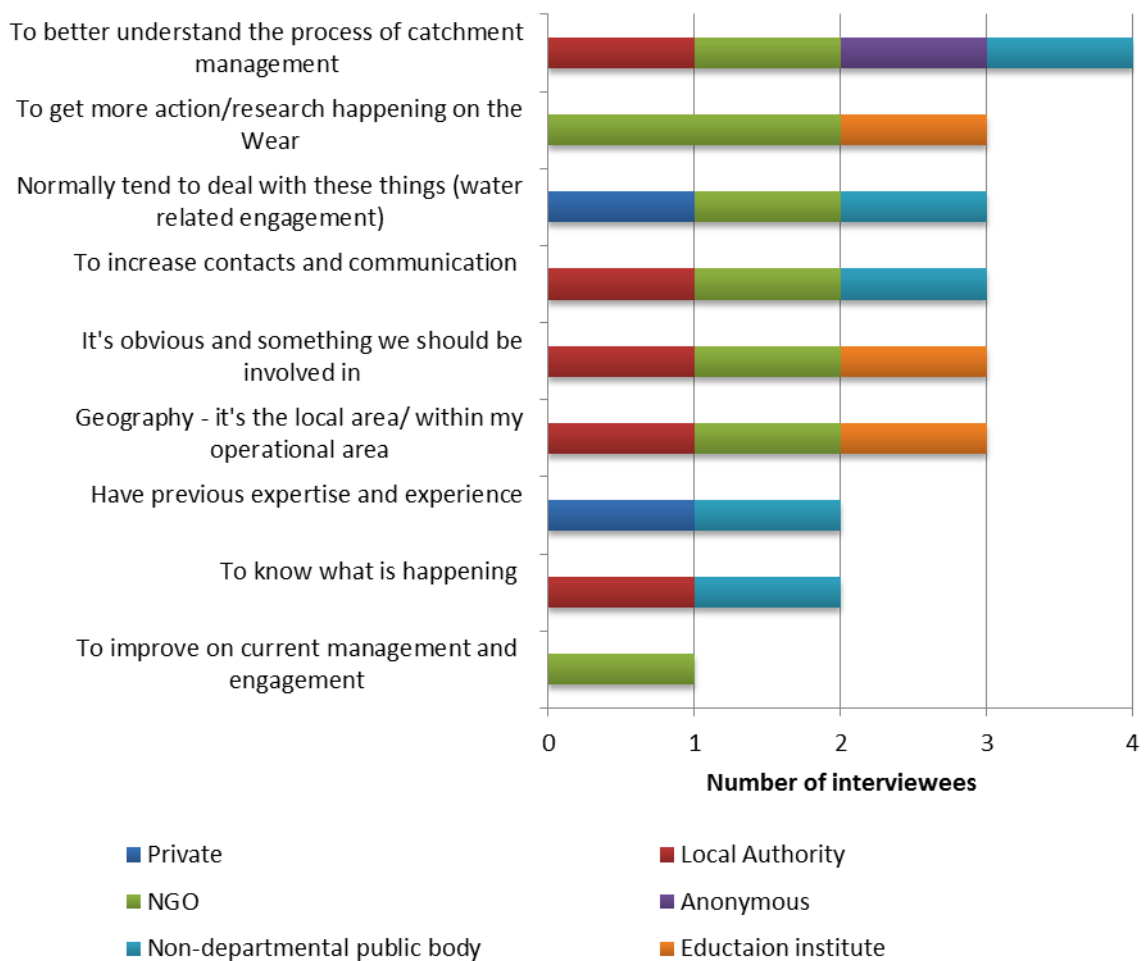 To better understand the process of catchment
management
To get more action/research happening on the
Wear
Normally tend to deal with these things (water
related engagement)
To increase contacts and communication
It's obvious and something we should be
involved in
Geography - it's the local area/ within my
operational area
Have previous expertise and experience
To know what is happening
To improve on current management and
engagement
0 1 2 3 4
Number of interviewees
Private
Local Authority
NGO
Anonymous
Non-departmental public body
Eductaion institute